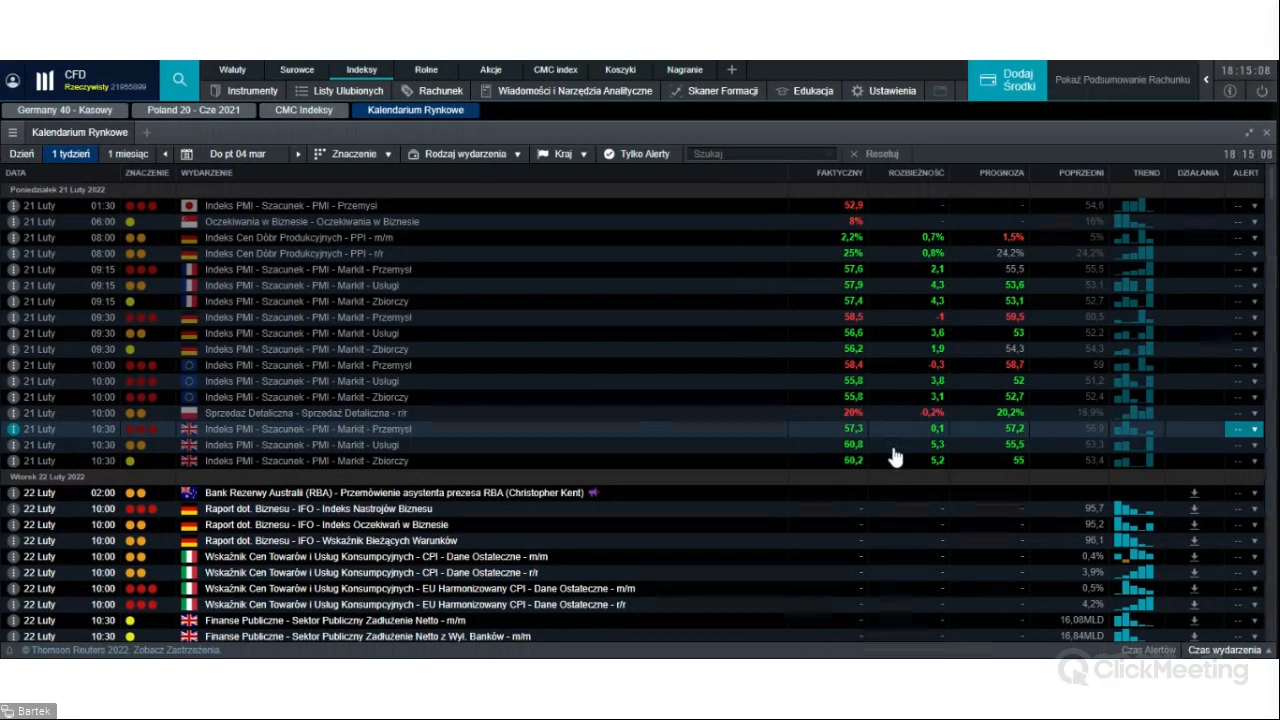 CFD
Rzeczywisty 21955899
Waluty Surowce Indeksy Rolne Akcje CMC index Koszyki Nagranie +
Instrumenty Listy Ulubionych Rachunek Wiadomości i Narzędzia Analityczne Skaner Formacji Edukacja Ustawienia
Dodaj Środki
Pokaż Podsumowanie Rachunku
18:15:08
Germany 40 - Kasowy Poland 20 - Cze 2021 CMC Indeksy Kalendarium Rynkowe
Kalendarium Rynkowe +
Dzień 1 tydzień 1 miesiąc Do pt 04 mar Znaczenie Rodzaj wydarzenia Kraj Tylko Alerty Szukaj Resetuj 18 15 08
DATA ZNACZENIE WYDARZENIE FAKTYCZNY ROZBIEŻNOŚĆ PROGNOZA POPRZEDNI TREND DZIAŁANIA ALERT
Poniedziałek 21 Luty 2022
21 Luty 01:30 Indeks PMI - Szacunek - PMI - Przemysł 52,9 - - 54,6 --
21 Luty 06:00 Oczekiwania w Biznesie - Oczekiwania w Biznesie 8% - - 16% --
21 Luty 08:00 Indeks Cen Dóbr Produkcyjnych - PPI - m/m 2,2% 0,7% 1,5% 5% --
21 Luty 08:00 Indeks Cen Dóbr Produkcyjnych - PPI - r/r 25% 0,8% 24,2% 24,2% --
21 Luty 09:15 Indeks PMI - Szacunek - PMI - Markit - Przemysł 57,6 2,1 55,5 55,5 --
21 Luty 09:15 Indeks PMI - Szacunek - PMI - Markit - Usługi 57,9 4,3 53,6 53,1 --
21 Luty 09:15 Indeks PMI - Szacunek - PMI - Markit - Zbiorczy 57,4 4,3 53,1 52,7 --
21 Luty 09:30 Indeks PMI - Szacunek - PMI - Markit - Przemysł 58,5 -1 59,5 60,5 --
21 Luty 09:30 Indeks PMI - Szacunek - PMI - Markit - Usługi 56,6 3,6 53 52,2 --
21 Luty 09:30 Indeks PMI - Szacunek - PMI - Markit - Zbiorczy 56,2 1,9 54,3 54,3 --
21 Luty 10:00 Indeks PMI - Szacunek - PMI - Markit - Przemysł 58,4 -0,3 58,7 59 --
21 Luty 10:00 Indeks PMI - Szacunek - PMI - Markit - Usługi 55,8 3,8 52 51,2 --
21 Luty 10:00 Indeks PMI - Szacunek - PMI - Markit - Zbiorczy 55,8 3,1 52,7 52,4 --
21 Luty 10:00 Sprzedaż Detaliczna - Sprzedaż Detaliczna - r/r 20% -0,2% 20,2% 16,9% --
21 Luty 10:30 Indeks PMI - Szacunek - PMI - Markit - Przemysł 57,3 0,1 57,2 56,9 --
21 Luty 10:30 Indeks PMI - Szacunek - PMI - Markit - Usługi 60,8 5,3 55,5 53,3 --
21 Luty 10:30 Indeks PMI - Szacunek - PMI - Markit - Zbiorczy 60,2 5,2 55 53,4 --
Wtorek 22 Luty 2022
22 Luty 02:00 Bank Rezerwy Australii (RBA) - Przemówienie asystenta prezesa RBA (Christopher Kent) - - - --
22 Luty 10:00 Raport dot. Biznesu - IFO - Indeks Nastrojów Biznesu - - - 95,7 --
22 Luty 10:00 Raport dot. Biznesu - IFO - Indeks Oczekiwań w Biznesie - - - 95,2 --
22 Luty 10:00 Raport dot. Biznesu - IFO - Wskaźnik Bieżących Warunków - - - 96,1 --
22 Luty 10:00 Wskaźnik Cen Towarów i Usług Konsumpcyjnych - CPI - Dane Ostateczne - m/m - - - 0,4% --
22 Luty 10:00 Wskaźnik Cen Towarów i Usług Konsumpcyjnych - CPI - Dane Ostateczne - r/r - - - 3,9% --
22 Luty 10:00 Wskaźnik Cen Towarów i Usług Konsumpcyjnych - EU Harmonizowany CPI - Dane Ostateczne - m/m - - - 0,5% --
22 Luty 10:00 Wskaźnik Cen Towarów i Usług Konsumpcyjnych - EU Harmonizowany CPI - Dane Ostateczne - r/r - - - 4,2% --
22 Luty 10:30 Finanse Publiczne - Sektor Publiczny Zadłużenie Netto - m/m - - - 16,08MLD --
22 Luty 10:30 Finanse Publiczne - Sektor Publiczny Zadłużenie Netto z Wył. Banków - m/m - - - 16,84MLD --
© Thomson Reuters 2022. Zobacz Zastrzeżenia. Czas Alertów Czas wydarzenia
ClickMeeting
Bartek